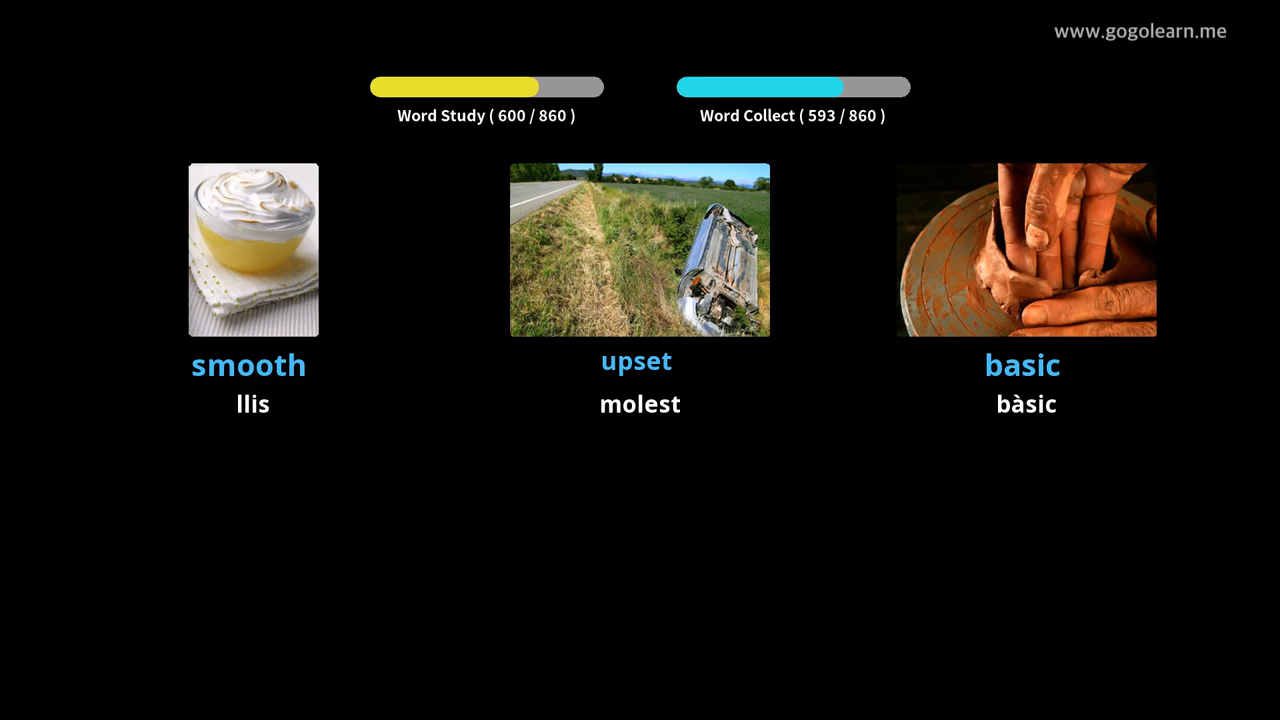 www.gogolearn.me
Word Study ( 600 / 860 )
Word Collect ( 593 / 860 )
smooth
llis
upset
molest
basic
bàsic